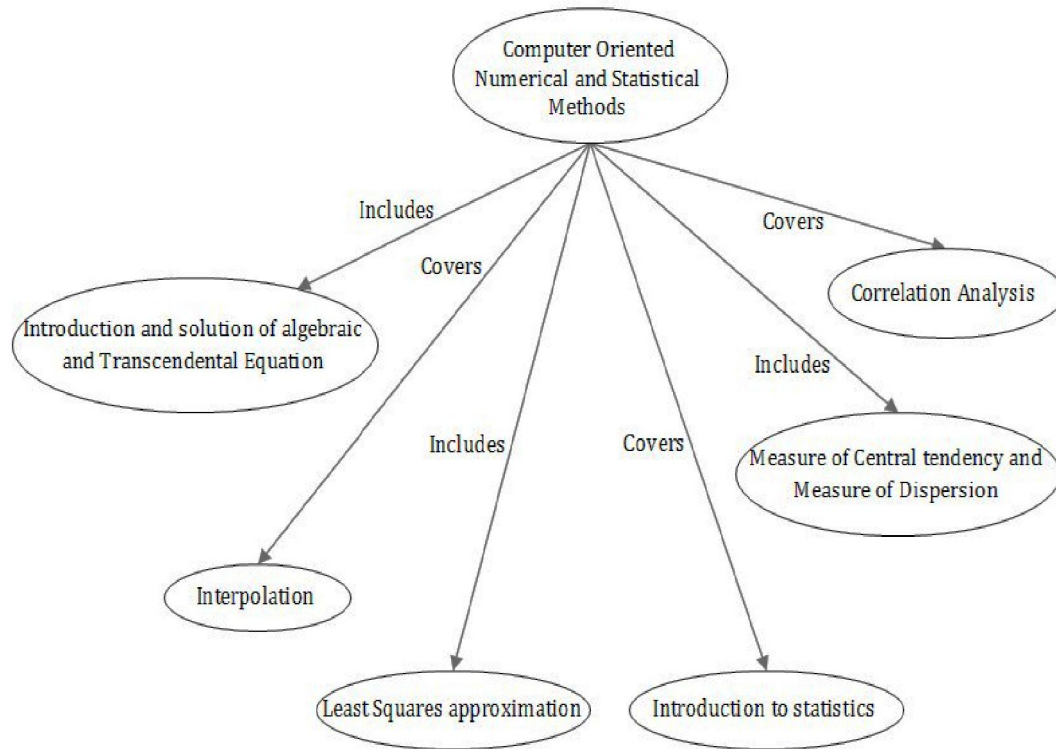 Computer Oriented
Numerical and Statistical
Methods
Includes
Covers
Covers
Correlation Analysis
Introduction and solution of algebraic
and Transcendental Equation
Includes
Includes
Covers
Measure of Central tendency and
Measure of Dispersion
Interpolation
Least Squares approximation
Introduction to statistics